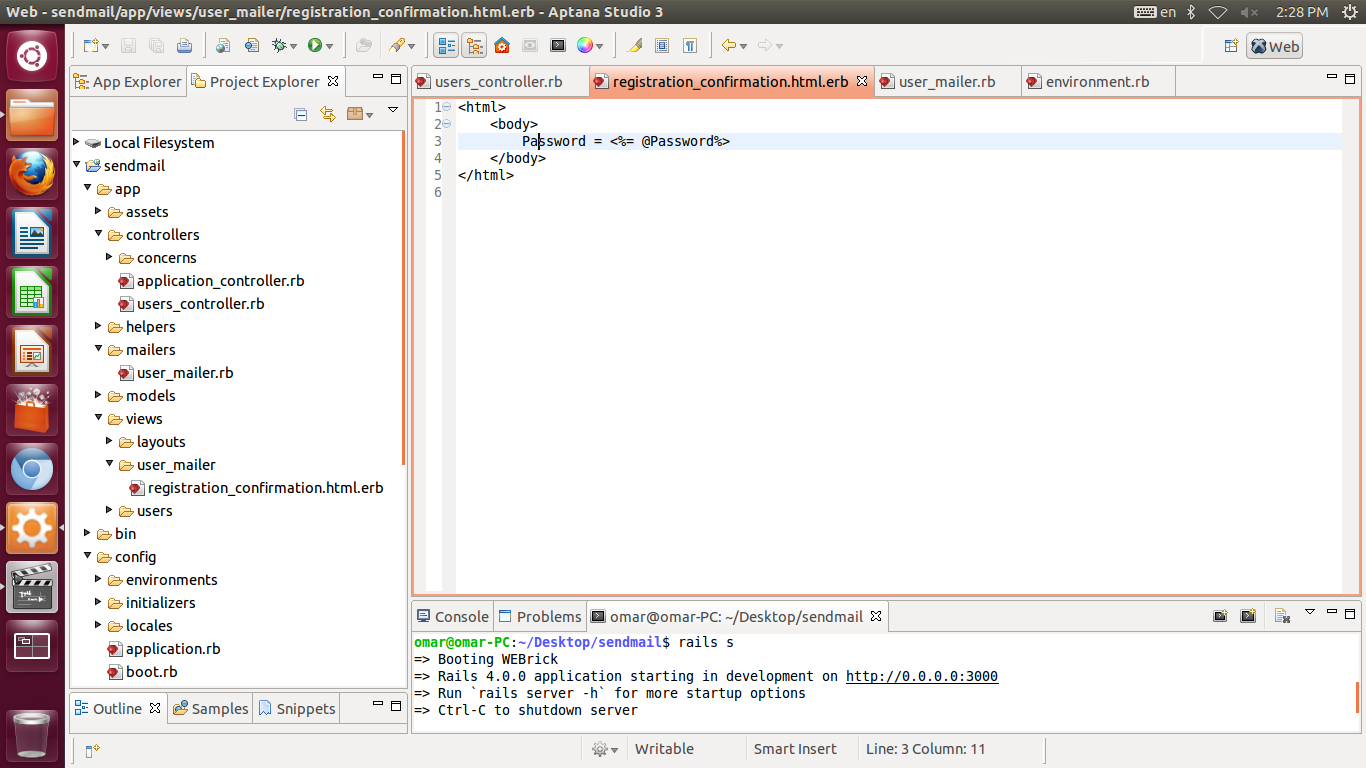 Web - sendmail/app/views/user_mailer/registration_confirmation.html.erb - Aptana Studio 3
en
2:28 PM
Web
App Explorer
Project Explorer
Local Filesystem
sendmail
app
assets
controllers
concerns
application_controller.rb
users_controller.rb
helpers
mailers
user_mailer.rb
models
views
layouts
user_mailer
registration_confirmation.html.erb
users
bin
config
environments
initializers
locales
application.rb
boot.rb
Outline
Samples
Snippets
users_controller.rb
registration_confirmation.html.erb
user_mailer.rb
environment.rb
1 <html>
2 <body>
3 Password = <%= @Password%>
4 </body>
5 </html>
6
Console
Problems
omar@omar-PC: ~/Desktop/sendmail
omar@omar-PC:~/Desktop/sendmail$ rails s
=> Booting WEBrick
=> Rails 4.0.0 application starting in development on http://0.0.0.0:3000
=> Run `rails server -h` for more startup options
=> Ctrl-C to shutdown server
Writable
Smart Insert
Line: 3 Column: 11